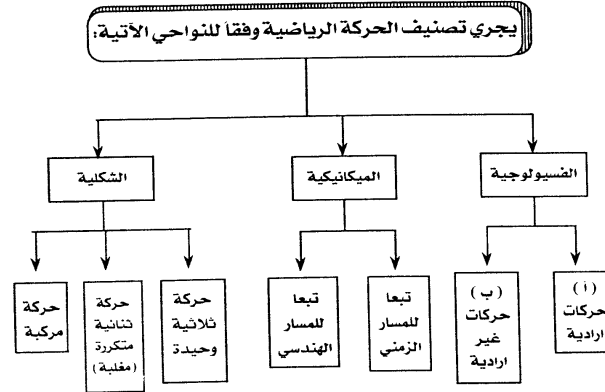 يجري تصنيف الحركة الرياضية وفقاً للنواحي الآتية:
الفسيولوجية
الميكانيكية
الشكلية
(أ)
حركات
ارادية
(ب)
حركات
غير
ارادية
تبعا
للمسار
الزمني
تبعا
للمسار
الهندسي
حركة
ثلاثية
وحيدة
حركة
ثنائية
متكررة
(مغلبة)
حركة
مركبة